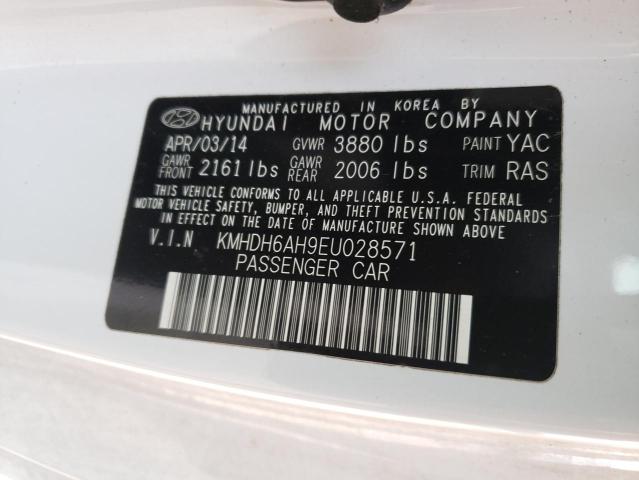 MANUFACTURED IN KOREA BY
HYUNDAI MOTOR COMPANY
APR/03/14 GVWR 3880 lbs PAINT YAC
GAWR FRONT 2161 lbs GAWR REAR 2006 lbs TRIM RAS
THIS VEHICLE CONFORMS TO ALL APPLICABLE U.S.A. FEDERAL
MOTOR VEHICLE SAFETY, BUMPER, AND THEFT PREVENTION STANDARDS
IN EFFECT ON THE DATE OF MANUFACTURE SHOWN ABOVE.
V.I.N KMHDH6AH9EU028571
PASSENGER CAR